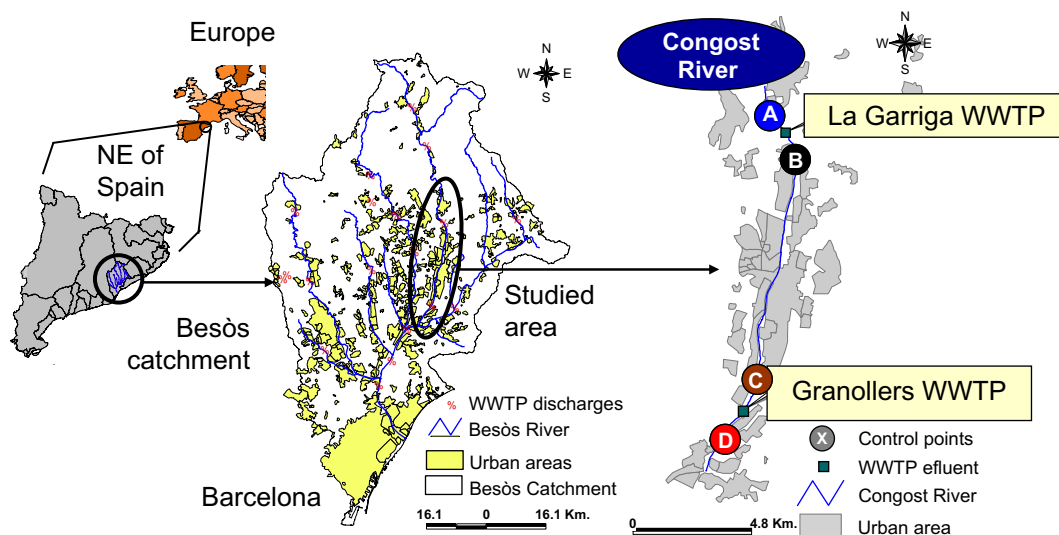 Europe
NE of
Spain
Besòs
catchment
N
W E
S
Studied
area
% WWTP discharges
Besòs River
Urban areas
Besòs Catchment
Barcelona
16.1 0 16.1 Km.
Congost
River
N
W E
S
A
La Garriga WWTP
B
C
Granollers WWTP
D
X Control points
WWTP efluent
Congost River
Urban area
0 4.8 Km.